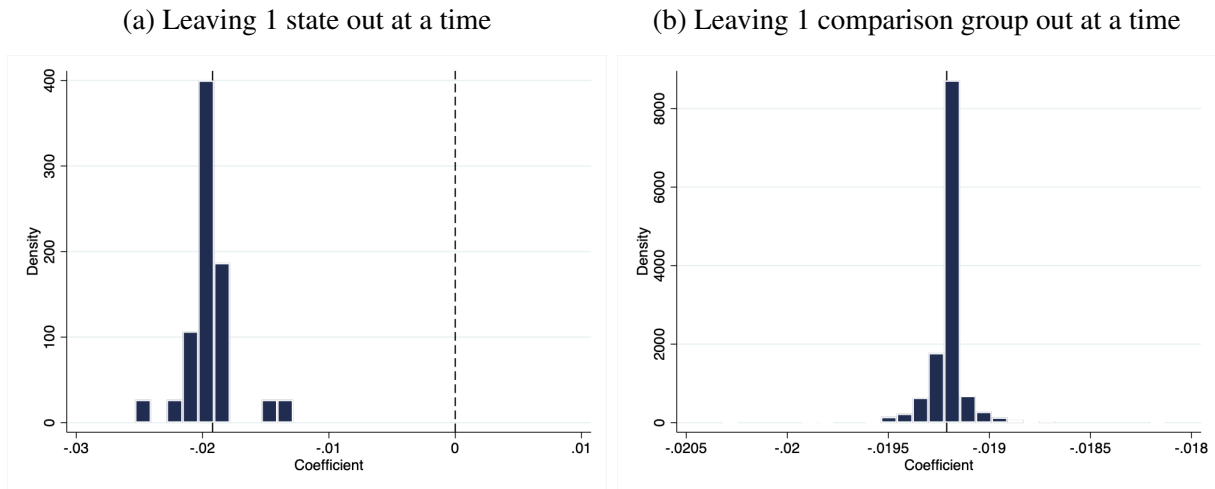 (a) Leaving 1 state out at a time
400
300
200
100
0
Density
-.03 -.02 -.01 0 .01
Coefficient
(b) Leaving 1 comparison group out at a time
8000
6000
4000
2000
0
Density
-.0205 -.02 -.0195 -.019 -.0185 -.018
Coefficient